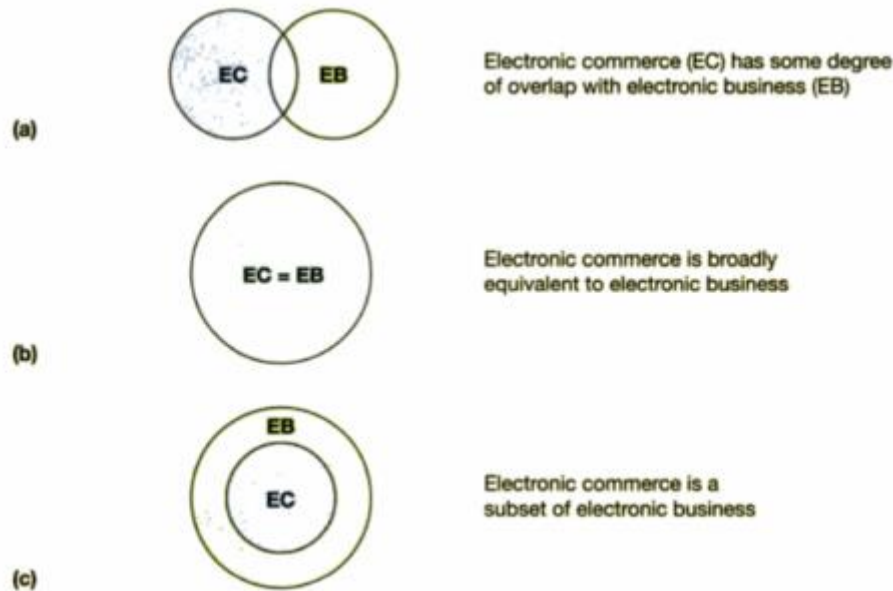 EC EB
Electronic commerce (EC) has some degree
of overlap with electronic business (EB)
(a)
EC = EB
Electronic commerce is broadly
equivalent to electronic business
(b)
EB
EC
Electronic commerce is a
subset of electronic business
(c)